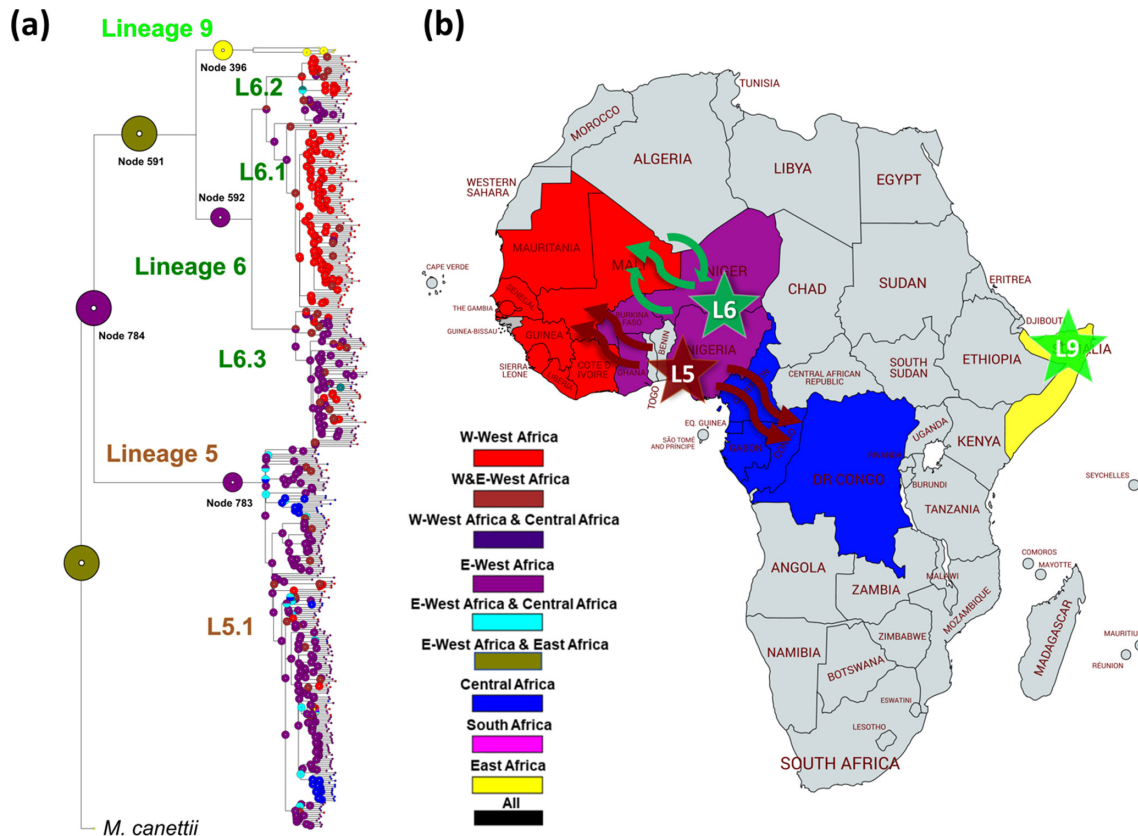 (a)
Lineage 9
Node 396
L6.2
Node 591
L6.1
Node 592
Lineage 6
Node 784
L6.3
Lineage 5
Node 783
L5.1
M. canettii
W-West Africa
W&E-West Africa
W-West Africa & Central Africa
E-West Africa
E-West Africa & Central Africa
E-West Africa & East Africa
Central Africa
South Africa
East Africa
All
(b)
TUNISIA
MOROCCO
ALGERIA
LIBYA
EGYPT
WESTERN
SAHARA
MAURITANIA
MALI
NIGER
CHAD
SUDAN
ERITREA
CAPE VERDE
SENEGAL
THE GAMBIA
GUINEA-BISSAU
GUINEA
SIERRA
LEONE
LIBERIA
COTE D'
IVOIRE
BURKINA
FASO
GHANA
TOGO
BENIN
NIGERIA
L6
L5
L9
DJIBOUTI
ETHIOPIA
SOUTH
SUDAN
CENTRAL AFRICAN
REPUBLIC
EQ. GUINEA
SÃO TOMÉ
AND PRÍNCIPE
GABON
DR CONGO
UGANDA
KENYA
RWANDA
BURUNDI
TANZANIA
SEYCHELLES
COMOROS
MAYOTTE
ANGOLA
ZAMBIA
MALAWI
MOZAMBIQUE
MADAGASCAR
MAURITIU
RÉUNION
ZIMBABWE
NAMIBIA
BOTSWANA
ESWATINI
LESOTHO
SOUTH AFRICA